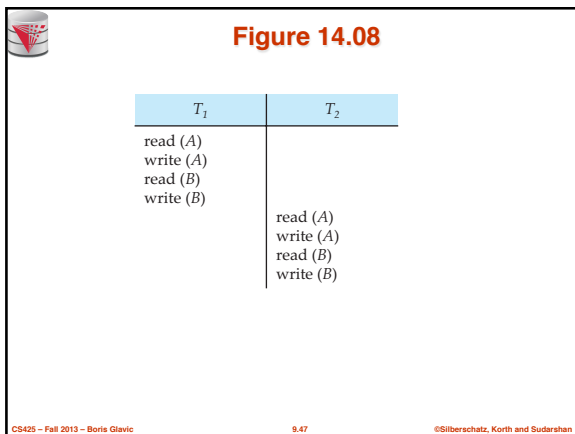 Figure 14.08
T1 T2
read (A)
write (A)
read (B)
write (B)
read (A)
write (A)
read (B)
write (B)
CS425 – Fall 2013 – Boris Glavic 9.47 ©Silberschatz, Korth and Sudarshan